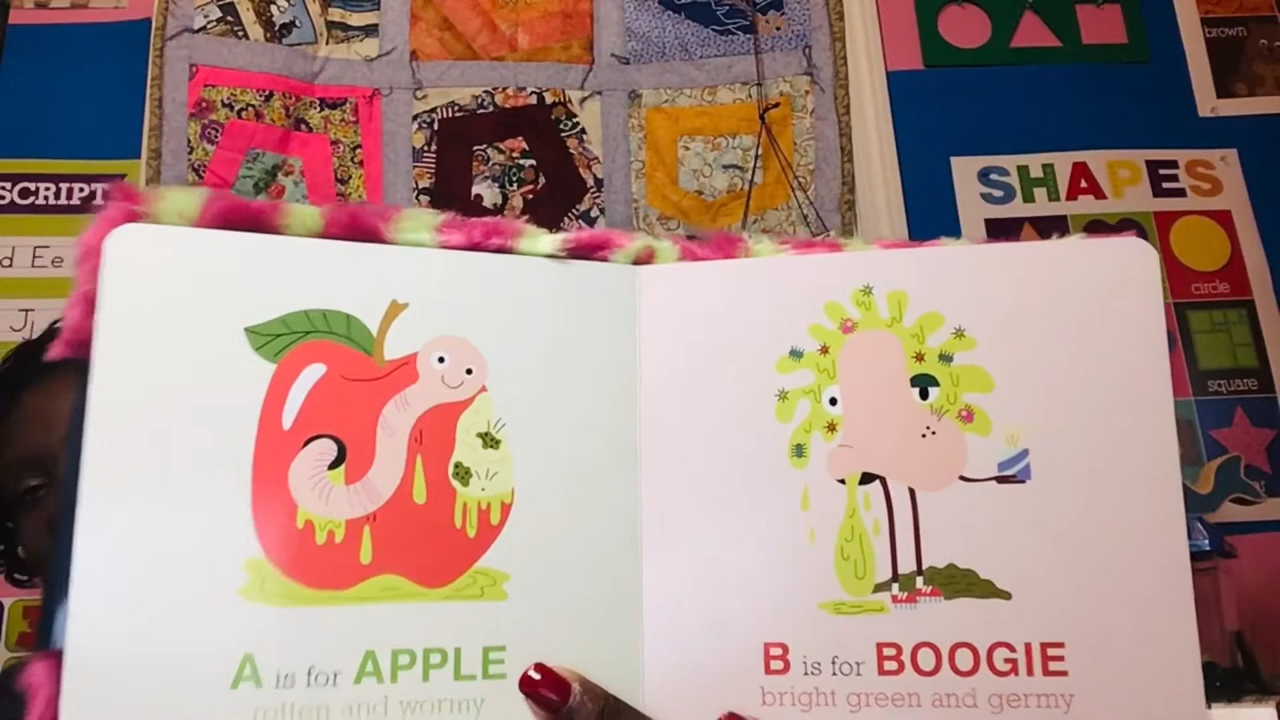 SCRIPT
d Ee
brown
SHAPES
circle
square
A is for APPLE
rotten and wormy
B is for BOOGIE
bright green and germy